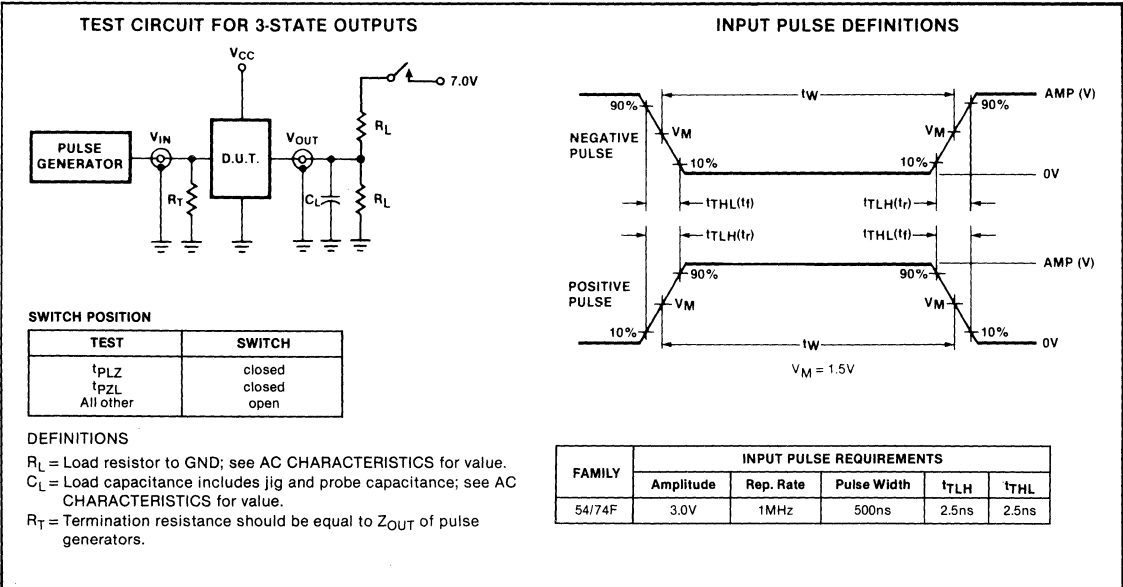 TEST CIRCUIT FOR 3-STATE OUTPUTS
VCC
7.0V
RL
PULSE GENERATOR
VIN
D.U.T.
VOUT
RT
CL
RL
SWITCH POSITION
TEST SWITCH
tPLZ closed
tPZL closed
All other open
DEFINITIONS
RL = Load resistor to GND; see AC CHARACTERISTICS for value.
CL = Load capacitance includes jig and probe capacitance; see AC
CHARACTERISTICS for value.
RT = Termination resistance should be equal to ZOUT of pulse
generators.
INPUT PULSE DEFINITIONS
90% tW 90% AMP (V)
NEGATIVE
PULSE
VM VM
10% 10% 0V
tTHL(tf) tTLH(tr)
tTLH(tr) tTHL(tf)
90% 90% AMP (V)
POSITIVE
PULSE
VM VM
10% tW 10% 0V
VM = 1.5V
FAMILY INPUT PULSE REQUIREMENTS
Amplitude Rep. Rate Pulse Width tTLH tTHL
54/74F 3.0V 1MHz 500ns 2.5ns 2.5ns